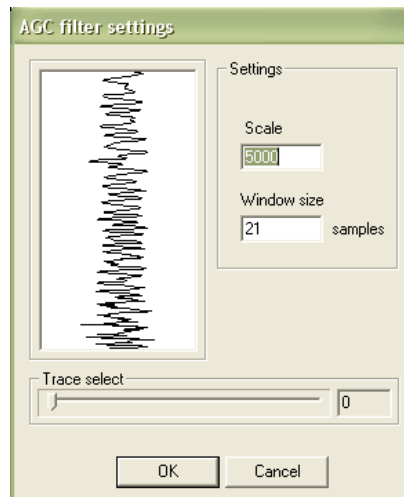 AGC filter settings
Settings
Scale
5000
Window size
21 samples
Trace select
0
OK Cancel